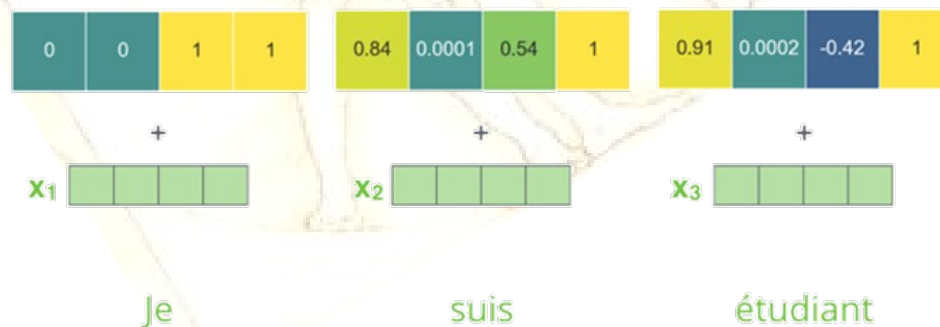 0 0 1 1 0.84 0.0001 0.54 1 0.91 0.0002 -0.42 1
+ + +
x1 x2 x3
Je suis étudiant